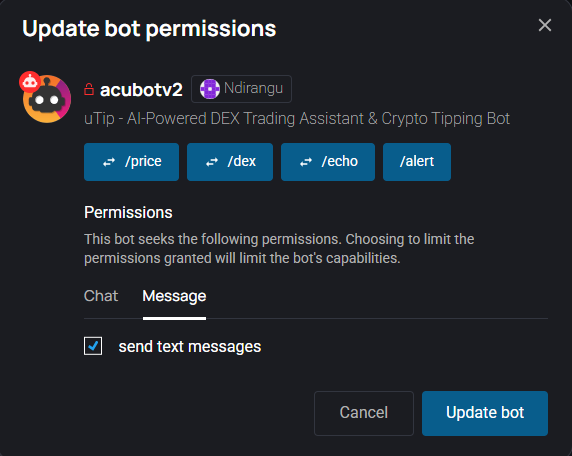 Update bot permissions
acubotv2 Ndirangu
uTip - AI-Powered DEX Trading Assistant & Crypto Tipping Bot
/price /dex /echo /alert
Permissions
This bot seeks the following permissions. Choosing to limit the
permissions granted will limit the bot's capabilities.
Chat Message
send text messages
Cancel Update bot